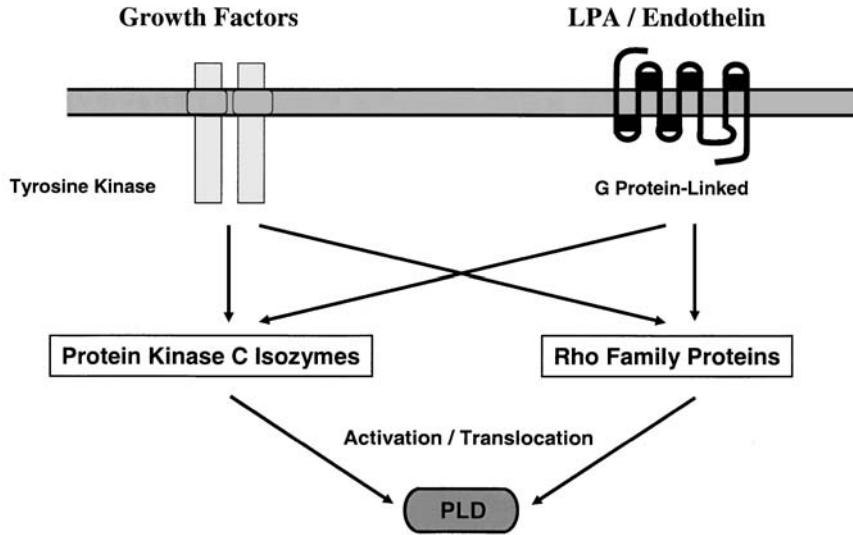 Growth Factors
LPA / Endothelin
Tyrosine Kinase
G Protein-Linked
Protein Kinase C Isozymes
Rho Family Proteins
Activation / Translocation
PLD